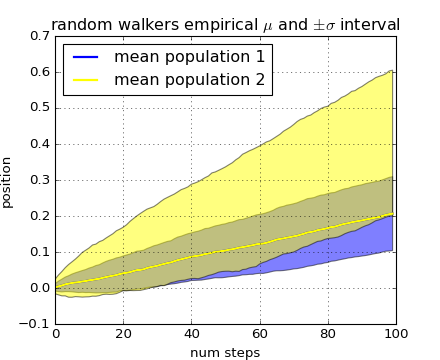 random walkers empirical μ and ±σ interval
mean population 1
mean population 2
0.7
0.6
0.5
0.4
0.3
0.2
0.1
0.0
−0.1
0 20 40 60 80 100
position
num steps